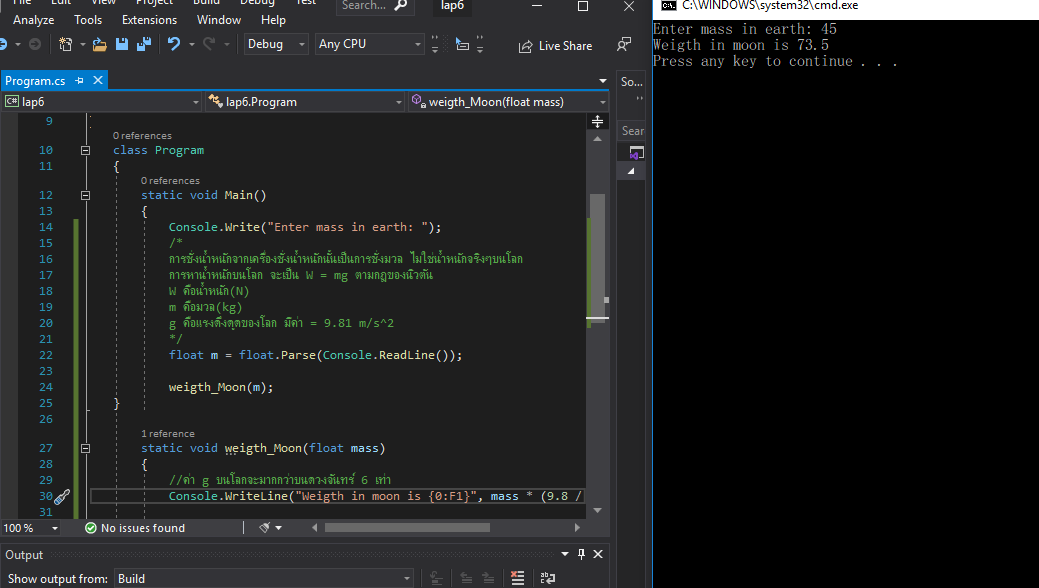 File Edit View Project Build Debug Test Search... lap6
Analyze Tools Extensions Window Help
Debug Any CPU Live Share
Program.cs
C# lap6 lap6.Program weigth_Moon(float mass)
9
0 references
10 class Program
11 {
0 references
12 static void Main()
13 {
14 Console.Write("Enter mass in earth: ");
15 /*
16 การชั่งน้ำหนักจากเครื่องชั่งน้ำหนักนั้นเป็นการชั่งมวล ไม่ใช่น้ำหนักจริงๆบนโลก
17 การหาน้ำหนักบนโลก จะเป็น W = mg ตามกฎของนิวตัน
18 W คือน้ำหนัก(N)
19 m คือมวล(kg)
20 g คือแรงดึงดูดของโลก มีค่า = 9.81 m/s^2
21 */
22 float m = float.Parse(Console.ReadLine());
23
24 weigth_Moon(m);
25 }
26
1 reference
27 static void weigth_Moon(float mass)
28 {
29 //ค่า g บนโลกจะมากกว่าบนดวงจันทร์ 6 เท่า
30 Console.WriteLine("Weigth in moon is {0:F1}", mass * (9.8 /
31
100 % No issues found
Output
Show output from: Build
So...
Sear
C:\WINDOWS\system32\cmd.exe
Enter mass in earth: 45
Weigth in moon is 73.5
Press any key to continue . . .